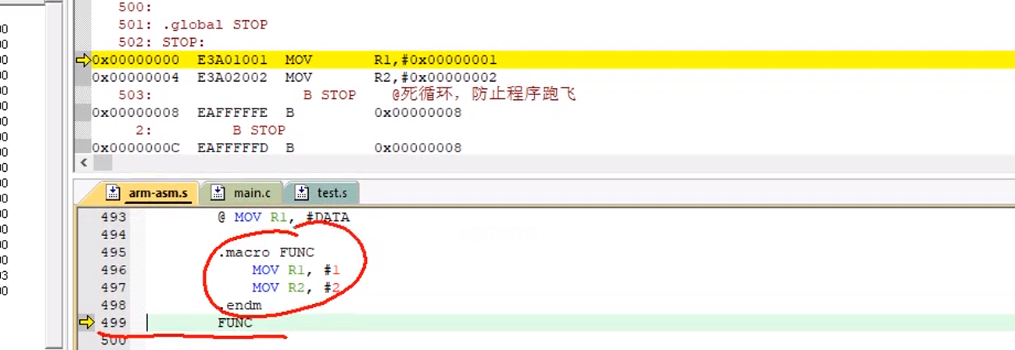 500:
501: .global STOP
502: STOP:
0x00000000 E3A01001 MOV R1,#0x00000001
0x00000004 E3A02002 MOV R2,#0x00000002
503: B STOP @死循环，防止程序跑飞
0x00000008 EAFFFFFE B 0x00000008
2: B STOP
0x0000000C EAFFFFFD B 0x00000008
arm-asm.s main.c test.s
493 @ MOV R1, #DATA
494
495 .macro FUNC
496 MOV R1, #1
497 MOV R2, #2
498 .endm
499 FUNC
500